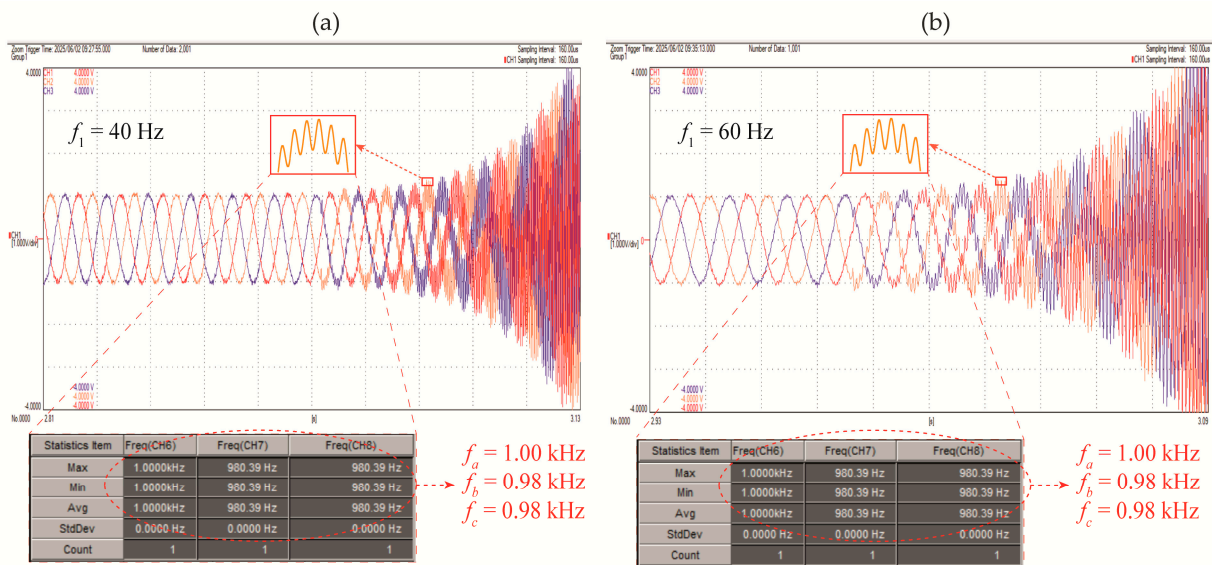 (a)
Zoom Trigger Time: 2025/06/02 09:27:55.000 Number of Data: 2,001 Sampling Interval: 160.00us
Group1 CH1 Sampling Interval: 160.00us
4.0000 CH1 4.0000 V
CH2 4.0000 V
CH3 4.0000 V
f1 = 40 Hz
CH1
[1.000V/div] 0
-4.0000 V
-4.0000 V
-4.0000 -4.0000 V
No.0000 2.81 [s] 3.13
Statistics Item Freq(CH6) Freq(CH7) Freq(CH8)
Max 1.0000kHz 980.39 Hz 980.39 Hz
Min 1.0000kHz 980.39 Hz 980.39 Hz
Avg 1.0000kHz 980.39 Hz 980.39 Hz
StdDev 0.0000 Hz 0.0000 Hz 0.0000 Hz
Count 1 1 1
fa = 1.00 kHz
fb = 0.98 kHz
fc = 0.98 kHz
(b)
Zoom Trigger Time: 2025/06/02 09:35:13.000 Number of Data: 1,001 Sampling Interval: 160.00us
Group1 CH1 Sampling Interval: 160.00us
4.0000 CH1 4.0000 V
CH2 4.0000 V
CH3 4.0000 V
f1 = 60 Hz
CH1
[1.000V/div] 0
-4.0000 V
-4.0000 V
-4.0000 -4.0000 V
No.0000 2.93 [s] 3.09
Statistics Item Freq(CH6) Freq(CH7) Freq(CH8)
Max 1.0000kHz 980.39 Hz 980.39 Hz
Min 1.0000kHz 980.39 Hz 980.39 Hz
Avg 1.0000kHz 980.39 Hz 980.39 Hz
StdDev 0.0000 Hz 0.0000 Hz 0.0000 Hz
Count 1 1 1
fa = 1.00 kHz
fb = 0.98 kHz
fc = 0.98 kHz